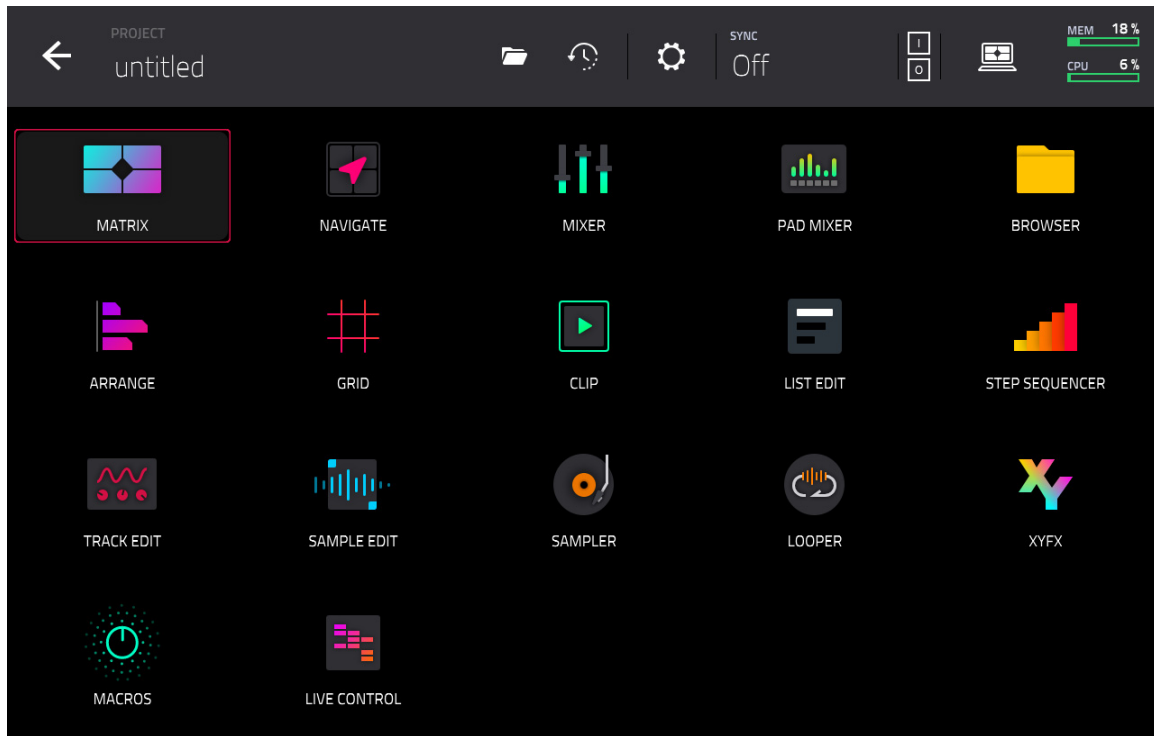 PROJECT
untitled
SYNC
Off
I
O
MEM 18 %
CPU 6 %
MATRIX
NAVIGATE
MIXER
PAD MIXER
BROWSER
ARRANGE
GRID
CLIP
LIST EDIT
STEP SEQUENCER
TRACK EDIT
SAMPLE EDIT
SAMPLER
LOOPER
XYFX
XY
MACROS
LIVE CONTROL